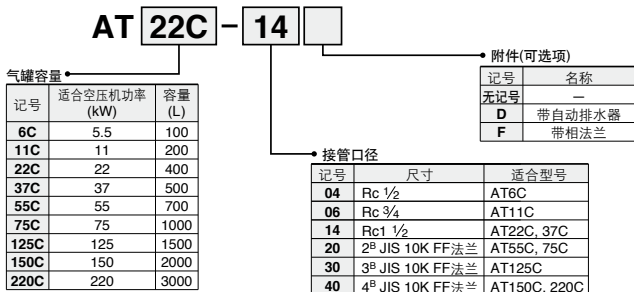 AT 22C - 14
气罐容量
记号 适合空压机功率(kW) 容量(L)
6C 5.5 100
11C 11 200
22C 22 400
37C 37 500
55C 55 700
75C 75 1000
125C 125 1500
150C 150 2000
220C 220 3000
附件(可选项)
记号 名称
无记号 —
D 带自动排水器
F 带相法兰
接管口径
记号 尺寸 适合型号
04 Rc ½ AT6C
06 Rc ¾ AT11C
14 Rc1 ½ AT22C, 37C
20 2ᴮ JIS 10K FF法兰 AT55C, 75C
30 3ᴮ JIS 10K FF法兰 AT125C
40 4ᴮ JIS 10K FF法兰 AT150C, 220C